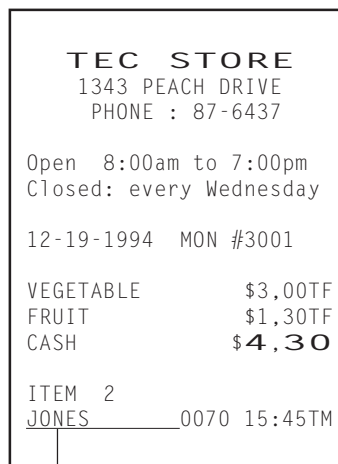 TEC STORE
1343 PEACH DRIVE
PHONE : 87-6437
Open 8:00am to 7:00pm
Closed: every Wednesday
12-19-1994 MON #3001
VEGETABLE $3,00TF
FRUIT $1,30TF
CASH $4,30
ITEM 2
JONES 0070 15:45TM